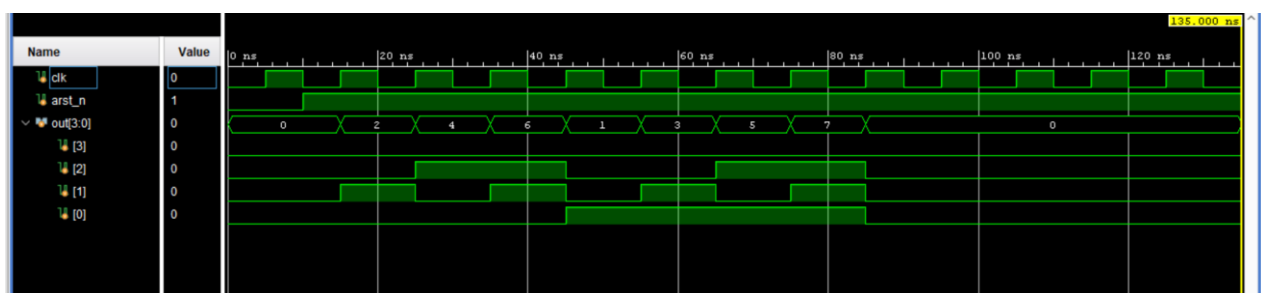 135.000 ns
Name Value
0 ns 20 ns 40 ns 60 ns 80 ns 100 ns 120 ns
clk 0
arst_n 1
out[3:0] 0 0 2 4 6 1 3 5 7 0
[3] 0
[2] 0
[1] 0
[0] 0